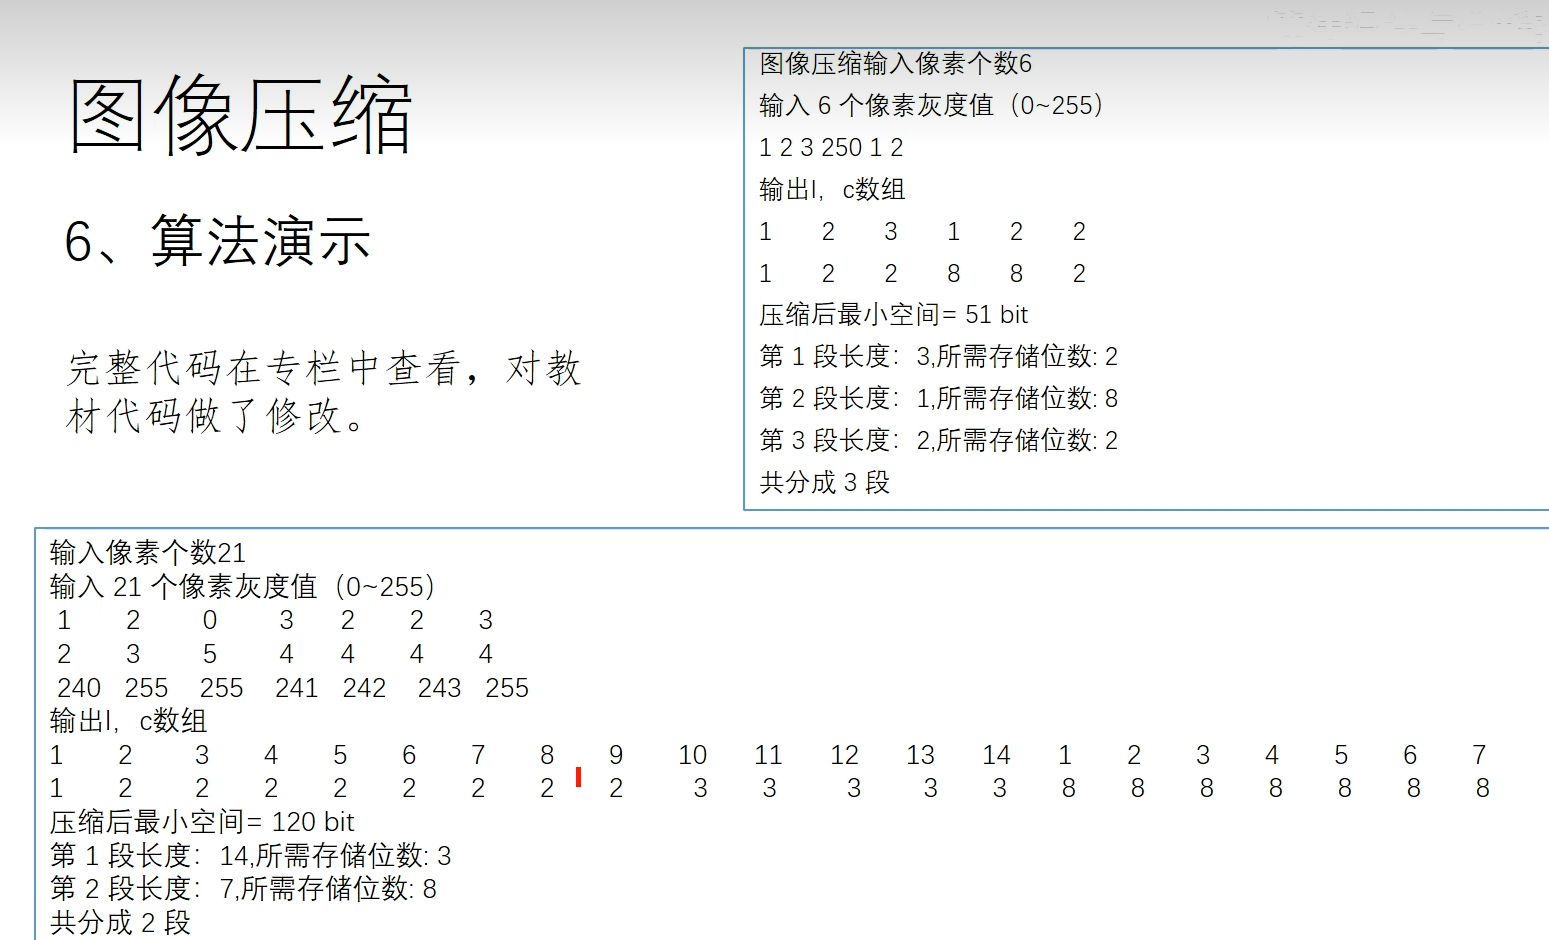 图像压缩
6、算法演示
完整代码在专栏中查看，对教
材代码做了修改。
图像压缩输入像素个数6
输入 6 个像素灰度值（0~255）
1 2 3 250 1 2
输出l，c数组
1 2 3 1 2 2
1 2 2 8 8 2
压缩后最小空间= 51 bit
第 1 段长度：3,所需存储位数: 2
第 2 段长度：1,所需存储位数: 8
第 3 段长度：2,所需存储位数: 2
共分成 3 段
输入像素个数21
输入 21 个像素灰度值（0~255）
1 2 0 3 2 2 3
2 3 5 4 4 4 4
240 255 255 241 242 243 255
输出l，c数组
1 2 3 4 5 6 7 8 9 10 11 12 13 14 1 2 3 4 5 6 7
1 2 2 2 2 2 2 2 2 3 3 3 3 3 8 8 8 8 8 8 8
压缩后最小空间= 120 bit
第 1 段长度：14,所需存储位数: 3
第 2 段长度：7,所需存储位数: 8
共分成 2 段